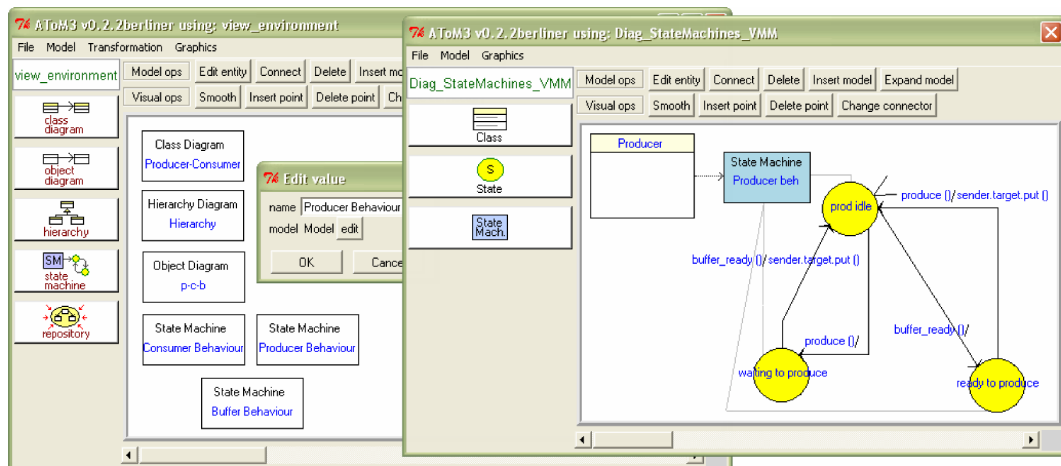 AToM3 v0.2.2berliner using: view_environment
File Model Transformation Graphics
view_environment
Model ops Edit entity Connect Delete Insert mo
Visual ops Smooth Insert point Delete point Ch
class
diagram
object
diagram
hierarchy
SM
state
machine
repository
Class Diagram
Producer-Consumer
Hierarchy Diagram
Hierarchy
Object Diagram
p-c-b
State Machine
Consumer Behaviour
State Machine
Producer Behaviour
State Machine
Buffer Behaviour
Edit value
name Producer Behaviour
model Model edit
OK Cance
AToM3 v0.2.2berliner using: Diag_StateMachines_VMM
File Model Graphics
Diag_StateMachines_VMM
Model ops Edit entity Connect Delete Insert model Expand model
Visual ops Smooth Insert point Delete point Change connector
Class
S
State
State
Mach.
State
Producer
State Machine
Producer beh
prod idle
produce ()/sender.target.put ()
buffer_ready ()/sender.target.put ()
produce ()/
buffer_ready ()/
waiting to produce
ready to produce